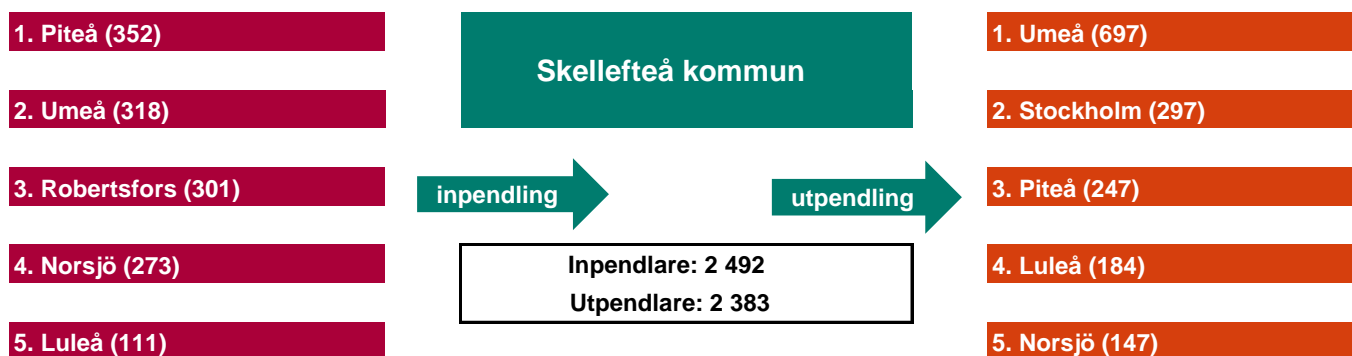 1. Piteå (352)
2. Umeå (318)
3. Robertsfors (301)
4. Norsjö (273)
5. Luleå (111)
Skellefteå kommun
inpendling
utpendling
Inpendlare: 2 492
Utpendlare: 2 383
1. Umeå (697)
2. Stockholm (297)
3. Piteå (247)
4. Luleå (184)
5. Norsjö (147)